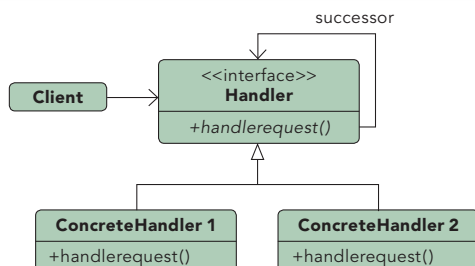 successor
<<interface>>
Handler
Client
+handlerequest()
ConcreteHandler 1
ConcreteHandler 2
+handlerequest()
+handlerequest()